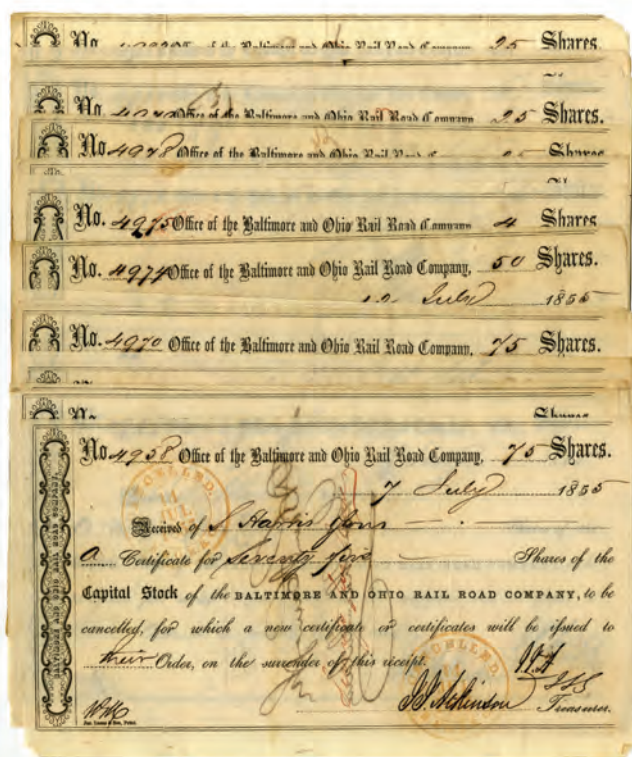 No. Office of the Baltimore and Ohio Rail Road Company 25 Shares.
No. Office of the Baltimore and Ohio Rail Road Company 25 Shares.
No 4978 Office of the Baltimore and Ohio Rail Road Shares
No. 4975 Office of the Baltimore and Ohio Rail Road Company 4 Shares
No. 4974 Office of the Baltimore and Ohio Rail Road Company, 50 Shares.
July 1855
No. 4970 Office of the Baltimore and Ohio Rail Road Company, 75 Shares.
No. Shares
No 4958 Office of the Baltimore and Ohio Rail Road Company, 75 Shares.
7 July 1855
Received of S Harris &Sons
A Certificate for Seventy five Shares of the
Capital Stock of the BALTIMORE AND OHIO RAIL ROAD COMPANY, to be
cancelled, for which a new certificate or certificates will be issued to
their Order, on the surrender of this receipt.
J. I. Atkinson Treasurer.